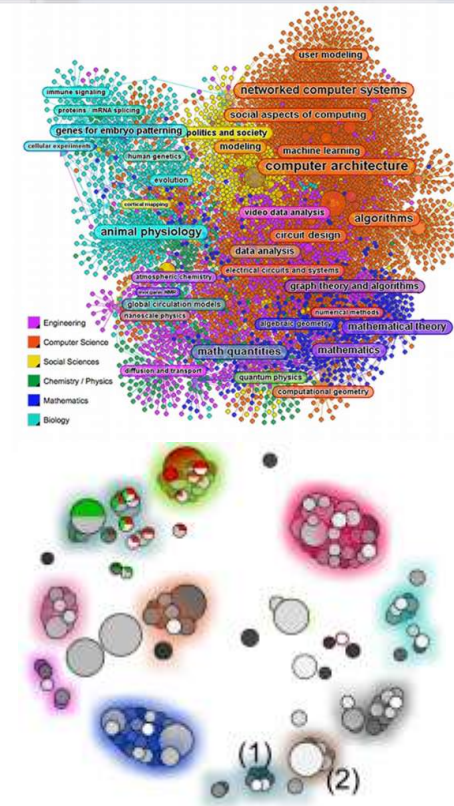 user modeling
networked computer systems
immune signaling
proteins mRNA splicing
social aspects of computing
genes for embryo patterning
politics and society
cellular experiments
modeling
machine learning
human genetics
computer architecture
evolution
cortical mapping
video data analysis
algorithms
animal physiology
circuit design
data analysis
electrical circuits and systems
atmospheric chemistry
graph theory and algorithms
global circulation models
nanoscale physics
numerical methods
algebraic geometry
mathematical theory
Engineering
Computer Science
math quantities
mathematics
Social Sciences
diffusion and transport
quantum physics
Chemistry / Physics
computational geometry
Mathematics
Biology
(1)
(2)